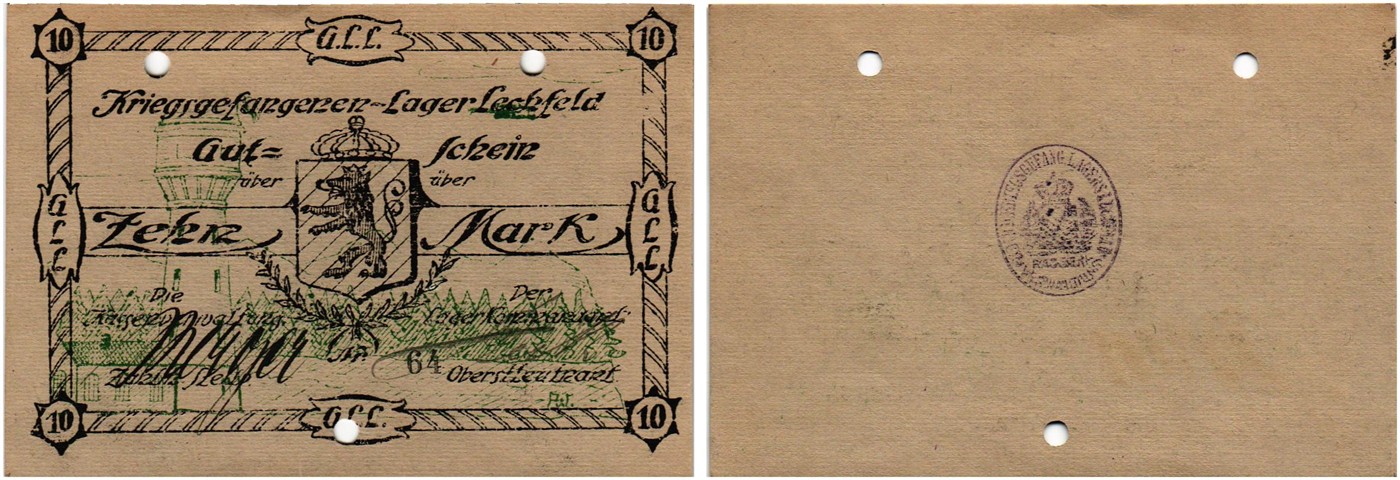 10 G.L.L. 10
Kriegsgefangenen-Lager Lechfeld
Gut= Schein
über über
G L L G L L
Zehn Mark
Die Der
Kassenverwaltung Lagerkommandant:
No. 64
Oberstleutnant
A.W.
10 G.L.L. 10